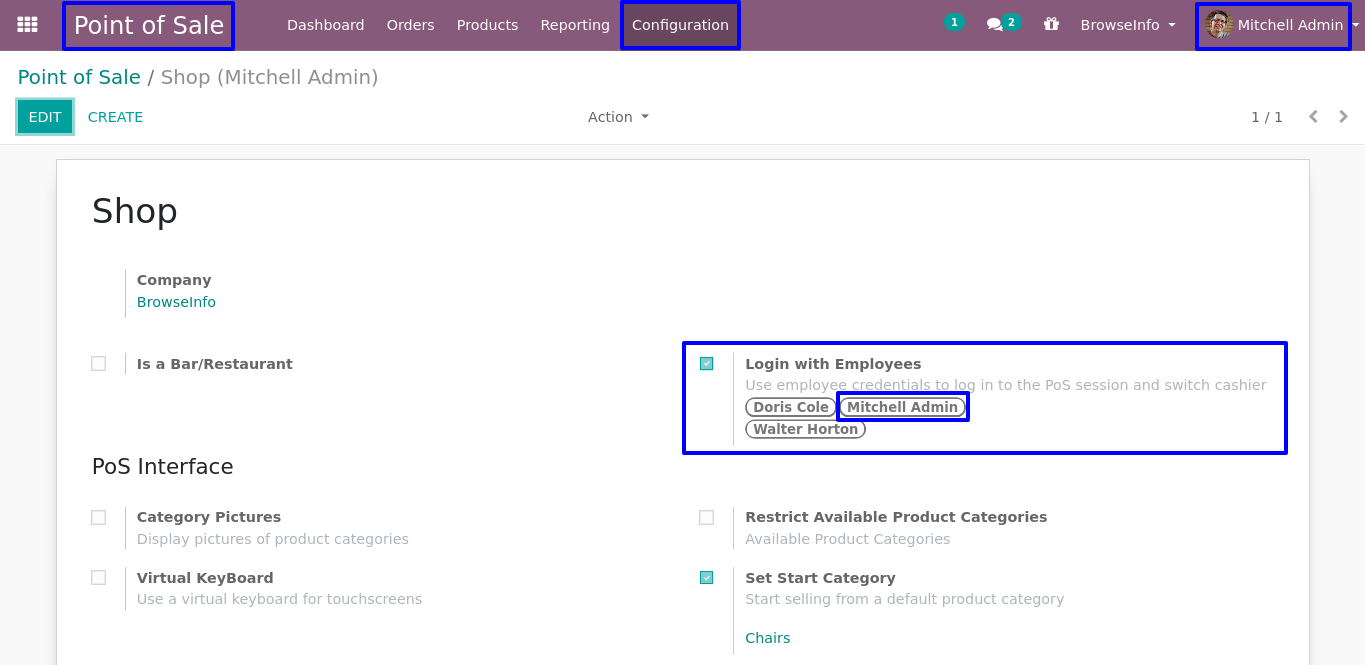 Point of Sale Dashboard Orders Products Reporting Configuration 1 2 BrowseInfo Mitchell Admin
Point of Sale / Shop (Mitchell Admin)
EDIT CREATE Action 1 / 1
Shop
Company
BrowseInfo
Is a Bar/Restaurant
Login with Employees
Use employee credentials to log in to the PoS session and switch cashier
Doris Cole Mitchell Admin
Walter Horton
PoS Interface
Category Pictures
Display pictures of product categories
Restrict Available Product Categories
Available Product Categories
Virtual KeyBoard
Use a virtual keyboard for touchscreens
Set Start Category
Start selling from a default product category
Chairs